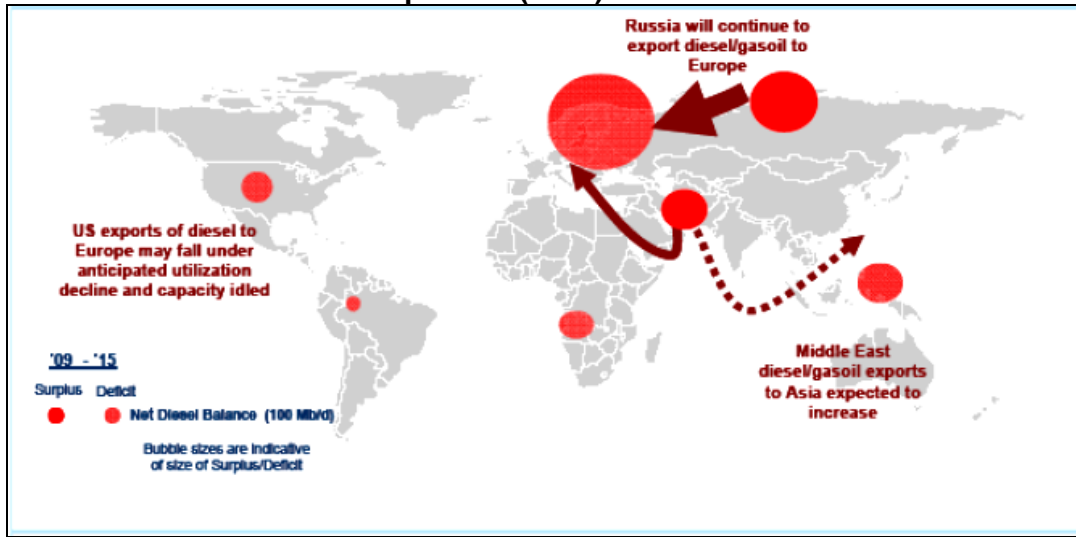 Russia will continue to
export diesel/gasoil to
Europe
US exports of diesel to
Europe may fall under
anticipated utilization
decline and capacity idled
Middle East
diesel/gasoil exports
to Asia expected to
increase
'09 - '15
Surplus Deficit
Net Diesel Balance (100 Mb/d)
Bubble sizes are indicative
of size of Surplus/Deficit